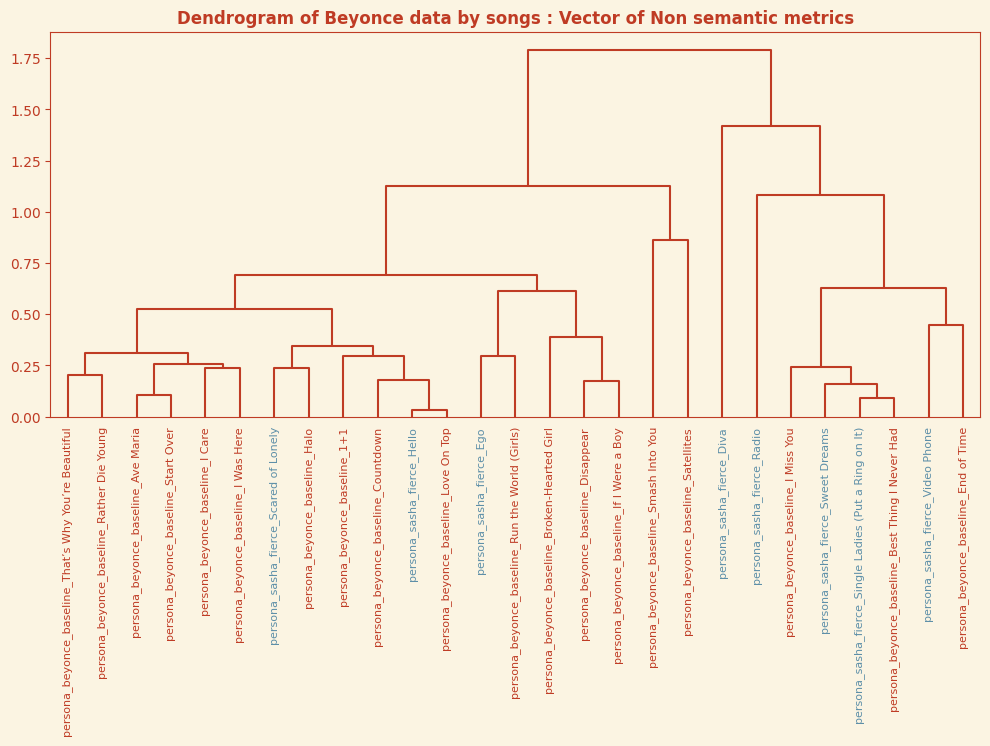 Dendrogram of Beyonce data by songs : Vector of Non semantic metrics
1.75
1.50
1.25
1.00
0.75
0.50
0.25
0.00
persona_beyonce_baseline_That’s Why You’re Beautiful
persona_beyonce_baseline_Rather Die Young
persona_beyonce_baseline_Ave Maria
persona_beyonce_baseline_Start Over
persona_beyonce_baseline_I Care
persona_beyonce_baseline_I Was Here
persona_sasha_fierce_Scared of Lonely
persona_beyonce_baseline_Halo
persona_beyonce_baseline_1+1
persona_beyonce_baseline_Countdown
persona_sasha_fierce_Hello
persona_beyonce_baseline_Love On Top
persona_sasha_fierce_Ego
persona_beyonce_baseline_Run the World (Girls)
persona_beyonce_baseline_Broken-Hearted Girl
persona_beyonce_baseline_Disappear
persona_beyonce_baseline_If I Were a Boy
persona_beyonce_baseline_Smash Into You
persona_beyonce_baseline_Satellites
persona_sasha_fierce_Diva
persona_sasha_fierce_Radio
persona_beyonce_baseline_I Miss You
persona_sasha_fierce_Sweet Dreams
persona_sasha_fierce_Single Ladies (Put a Ring on It)
persona_beyonce_baseline_Best Thing I Never Had
persona_sasha_fierce_Video Phone
persona_beyonce_baseline_End of Time